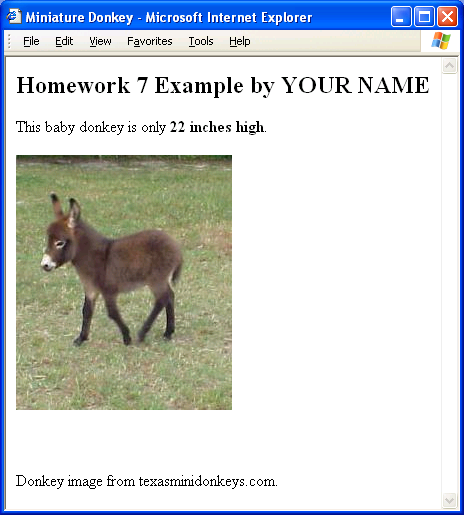 Miniature Donkey - Microsoft Internet Explorer
File Edit View Favorites Tools Help
Homework 7 Example by YOUR NAME
This baby donkey is only 22 inches high.
Donkey image from texasminidonkeys.com.